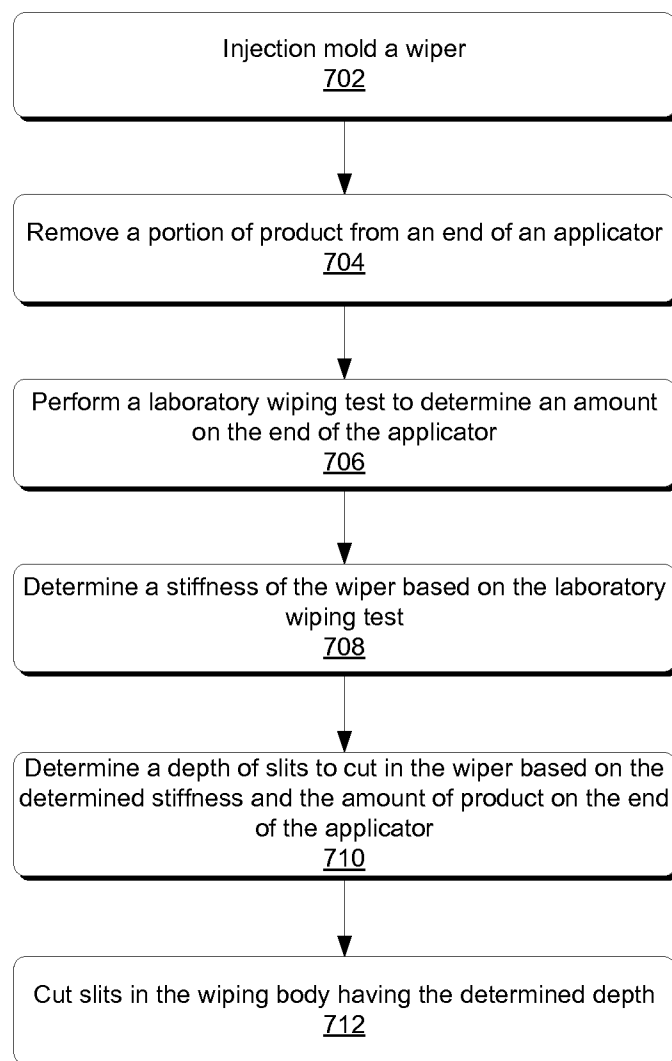 Injection mold a wiper
702
Remove a portion of product from an end of an applicator
704
Perform a laboratory wiping test to determine an amount
on the end of the applicator
706
Determine a stiffness of the wiper based on the laboratory
wiping test
708
Determine a depth of slits to cut in the wiper based on the
determined stiffness and the amount of product on the end
of the applicator
710
Cut slits in the wiping body having the determined depth
712